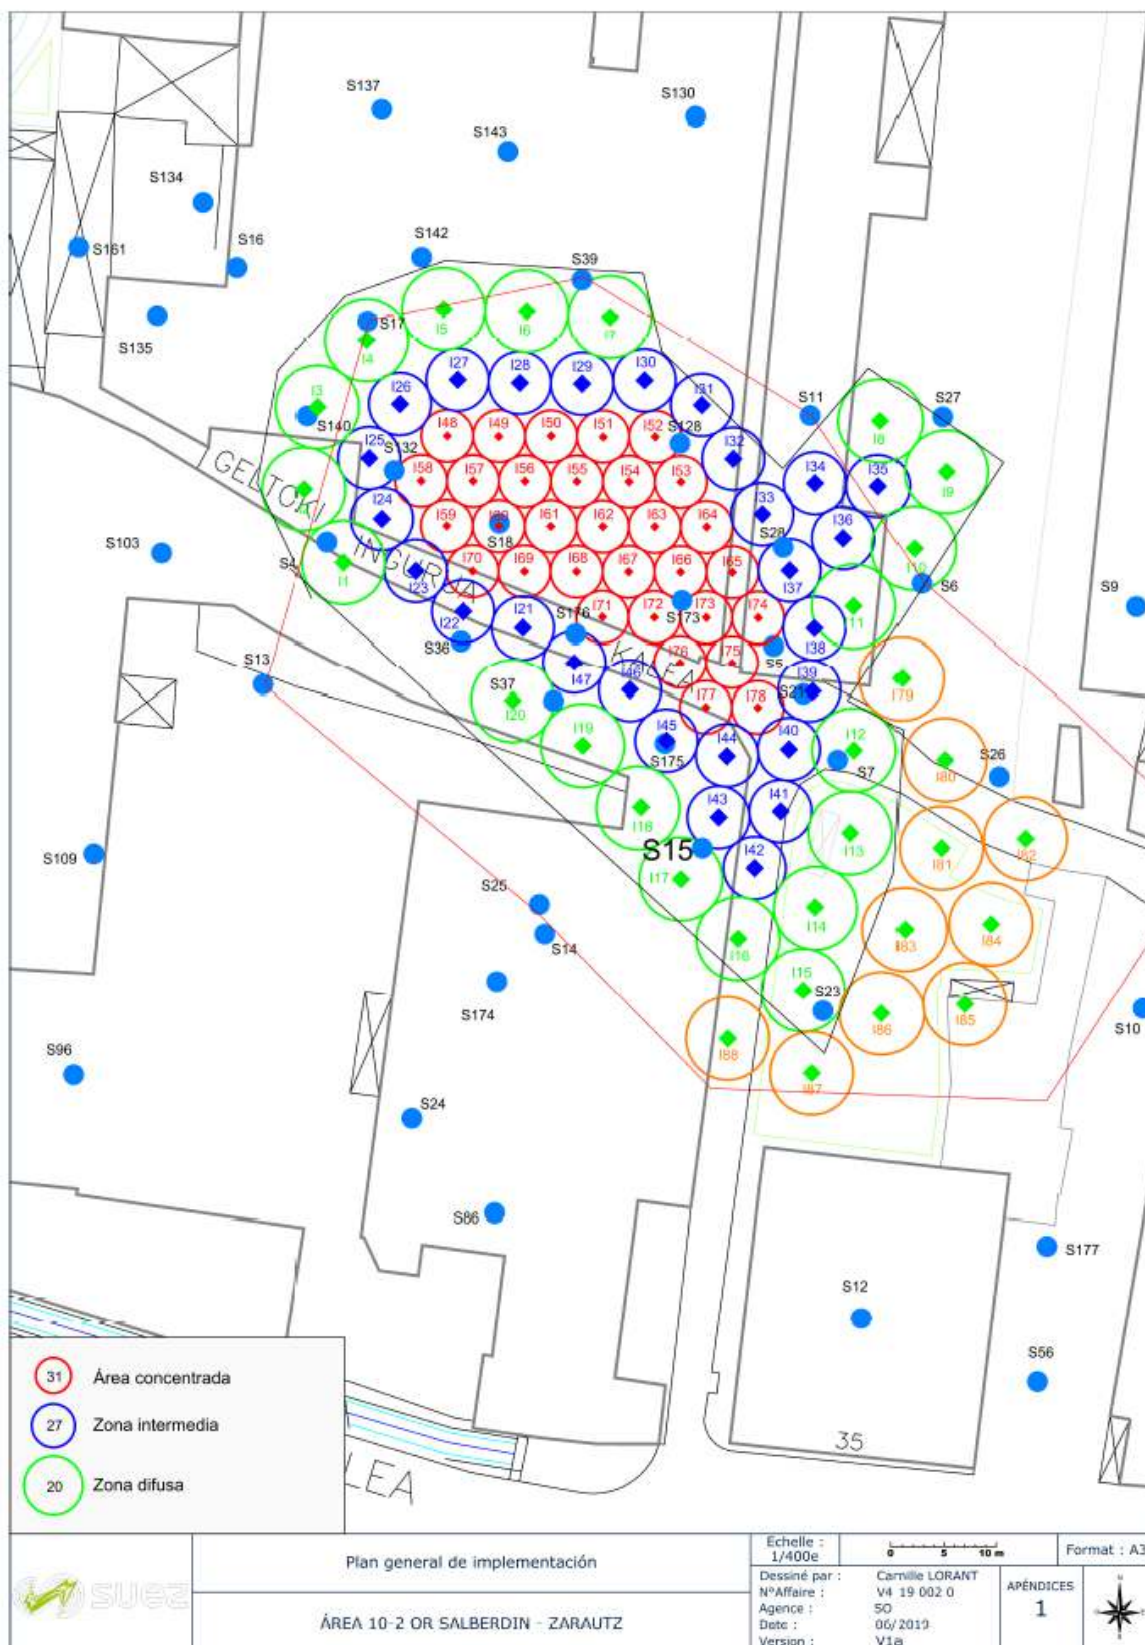 S137
S130
S143
S134
S142
S16
S161
S39
S135
S17
I5
I6
I7
I4
S11
S27
I27
I28
I29
I30
I3
S140
I26
I31
I8
I48
I49
I50
I51
I52
S128
I25
S132
I32
I9
I34
I35
GELTOKI
I58
I57
I56
I55
I54
I53
I24
I33
I36
I59
I60
S18
I61
I62
I63
I64
S28
S103
S4
I1
INGURUA
I23
I70
I69
I68
I67
I66
I65
I37
I10
S6
S9
I22
I21
S176
I71
I72
S173
I73
I74
I38
I11
S36
S13
KALEA
I47
I76
I75
S5
I46
I77
I78
S21
I39
I79
S37
I20
I19
I45
S175
I44
I40
I12
S7
I80
S26
I18
I43
I41
I13
I81
I82
S109
S15
I42
I17
S25
S14
I16
I14
I83
I84
S174
I15
S23
I86
I85
S10
S96
I88
I87
S24
S86
S177
S12
S56
35
LEA
31 Área concentrada
27 Zona intermedia
20 Zona difusa
suez
Plan general de implementación
ÁREA 10-2 OR SALBERDIN - ZARAUTZ
Echelle :
1/400e
0 5 10 m
Format : A3
Dessiné par : Camille LORANT
N°Affaire : V4 19 002 0
Agence : SO
Date : 06/2019
Version : V1a
APÉNDICES
1